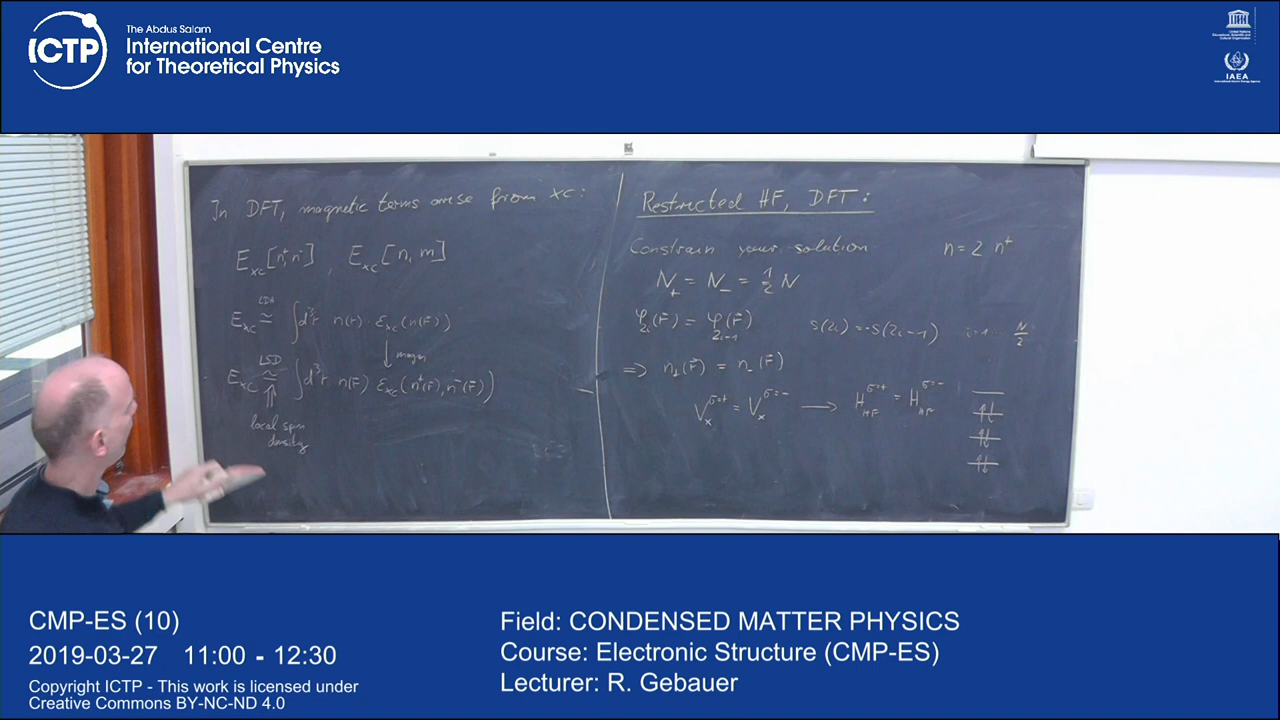 The Abdus Salam
International Centre
for Theoretical Physics
ICTP
IAEA
In DFT, magnetic terms arise from xc:
E_xc[n⁺, n⁻], E_xc[n, m]
E_xc ≃ ∫d³r n(r) · ε_xc(n(r̄))
LDA
↓ magn
E_xc ≃ ∫d³r n(r̄) ε_xc(n⁺(r̄), n⁻(r̄))
LSD
⇑
local spin
density
Restricted HF, DFT:
Constrain your solution n = 2 n⁺
N₊ = N₋ = ½ N
φ_2i(r̄) = φ_2i-1(r̄) s(2i) = -s(2i-1) N/2
⇒ n₊(r̄) = n₋(r̄)
V_x^σ=+ = V_x^σ=- → H_HF^σ=+ = H_HF^σ=-
CMP-ES (10)
2019-03-27 11:00 - 12:30
Copyright ICTP - This work is licensed under
Creative Commons BY-NC-ND 4.0
Field: CONDENSED MATTER PHYSICS
Course: Electronic Structure (CMP-ES)
Lecturer: R. Gebauer